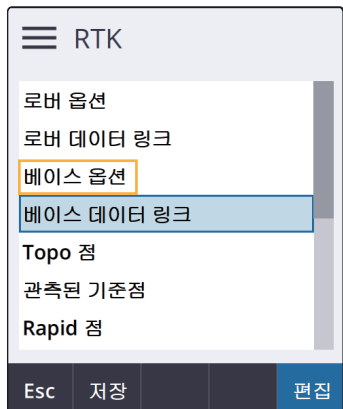 RTK
로버 옵션
로버 데이터 링크
베이스 옵션
베이스 데이터 링크
Topo 점
관측된 기준점
Rapid 점
Esc 저장 편집